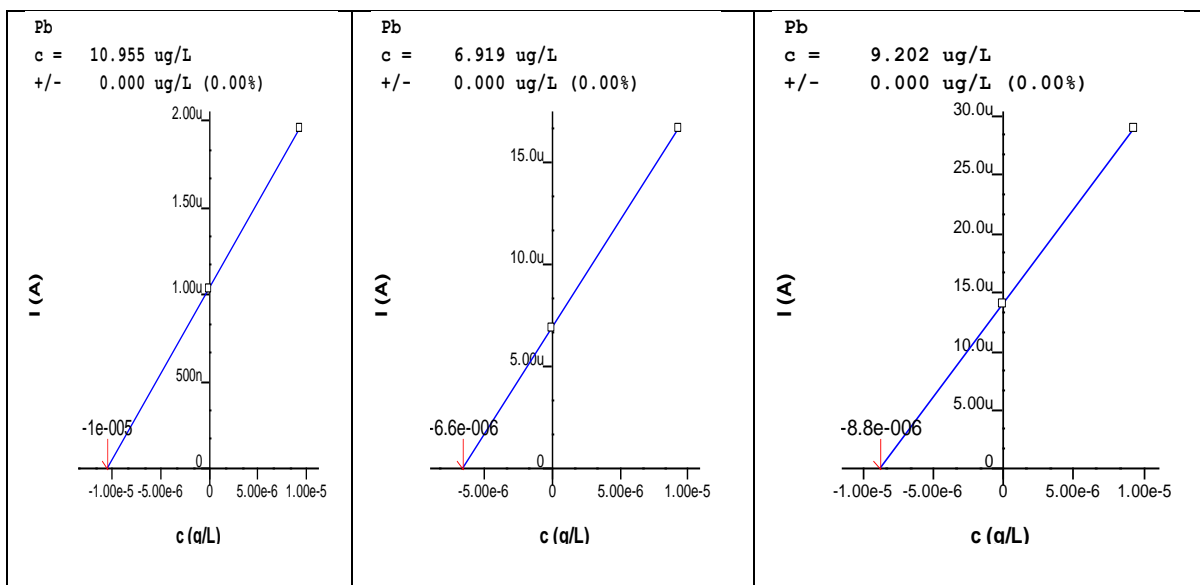 Pb
c = 10.955 ug/L
+/- 0.000 ug/L (0.00%)
2.00u
1.50u
1.00u
500n
0
-1e-005
I (A)
-1.00e-5 -5.00e-6 0 5.00e-6 1.00e-5
c (g/L)
Pb
c = 6.919 ug/L
+/- 0.000 ug/L (0.00%)
15.0u
10.0u
5.00u
0
-6.6e-006
I (A)
-5.00e-6 0 5.00e-6 1.00e-5
c (g/L)
Pb
c = 9.202 ug/L
+/- 0.000 ug/L (0.00%)
30.0u
25.0u
20.0u
15.0u
10.0u
5.00u
0
-8.8e-006
I (A)
-1.00e-5 -5.00e-6 0 5.00e-6 1.00e-5
c (g/L)